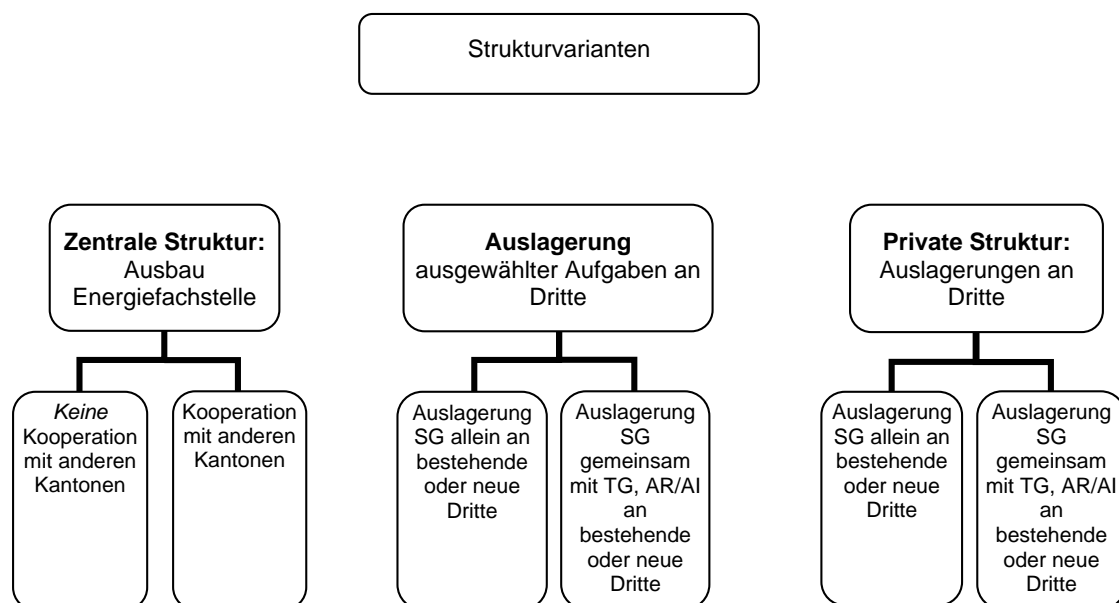 Strukturvarianten
Zentrale Struktur:
Ausbau
Energiefachstelle
Auslagerung
ausgewählter Aufgaben an
Dritte
Private Struktur:
Auslagerungen an
Dritte
Keine
Kooperation
mit anderen
Kantonen
Kooperation
mit anderen
Kantonen
Auslagerung
SG allein an
bestehende
oder neue
Dritte
Auslagerung
SG
gemeinsam
mit TG, AR/AI
an
bestehende
oder neue
Dritte
Auslagerung
SG allein an
bestehende
oder neue
Dritte
Auslagerung
SG
gemeinsam
mit TG, AR/AI
an
bestehende
oder neue
Dritte